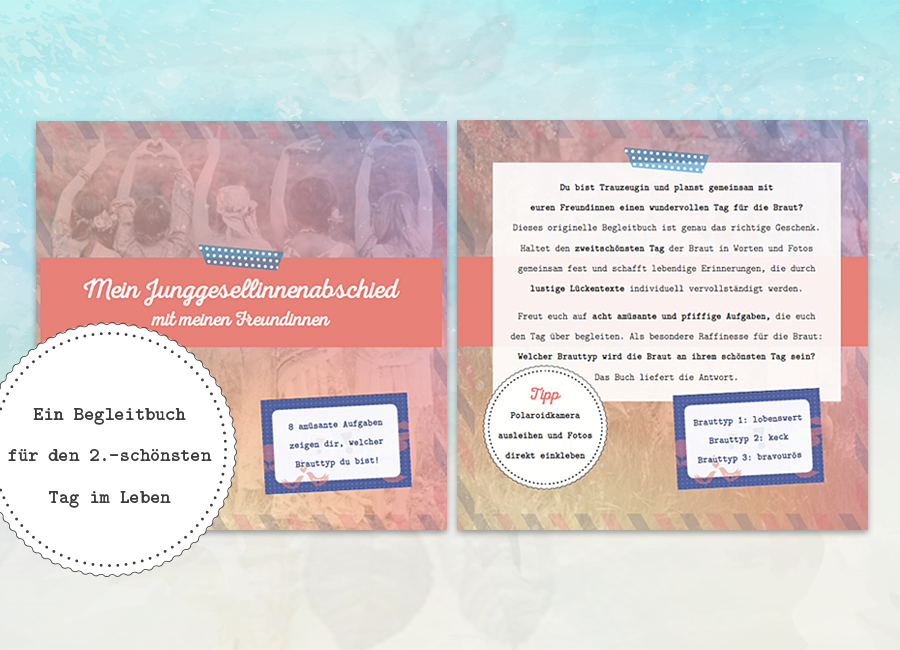 Mein Junggesellinnenabschied
mit meinen Freundinnen
Ein Begleitbuch
für den 2.-schönsten
Tag im Leben
8 amüsante Aufgaben
zeigen dir, welcher
Brauttyp du bist!
Du bist Trauzeugin und planst gemeinsam mit
euren Freundinnen einen wundervollen Tag für die Braut?
Dieses originelle Begleitbuch ist genau das richtige Geschenk.
Haltet den zweitschönsten Tag der Braut in Worten und Fotos
gemeinsam fest und schafft lebendige Erinnerungen, die durch
lustige Lückentexte individuell vervollständigt werden.
Freut euch auf acht amüsante und pfiffige Aufgaben, die euch
den Tag über begleiten. Als besondere Raffinesse für die Braut:
Welcher Brauttyp wird die Braut an ihrem schönsten Tag sein?
Das Buch liefert die Antwort.
Tipp
Polaroidkamera
ausleihen und Fotos
direkt einkleben
Brauttyp 1: lobenswert
Brauttyp 2: keck
Brauttyp 3: bravourös